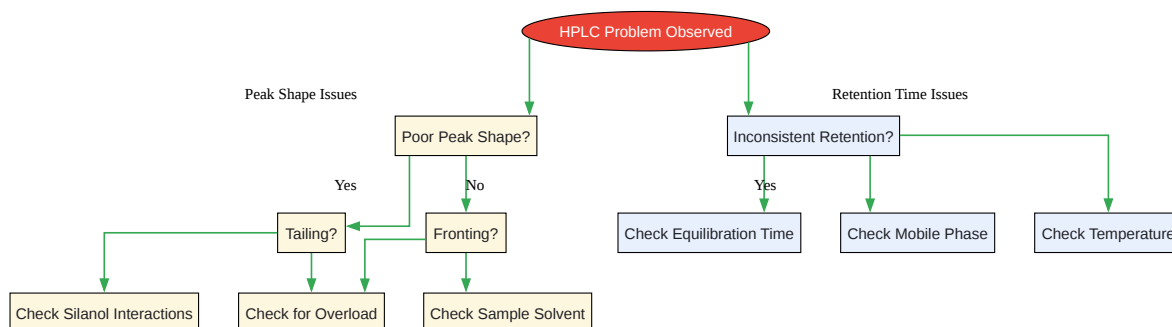 HPLC Problem Observed
Peak Shape Issues
Retention Time Issues
Poor Peak Shape?
Inconsistent Retention?
Yes
No
Yes
Tailing?
Fronting?
Check Equilibration Time
Check Mobile Phase
Check Temperature
Check Silanol Interactions
Check for Overload
Check Sample Solvent